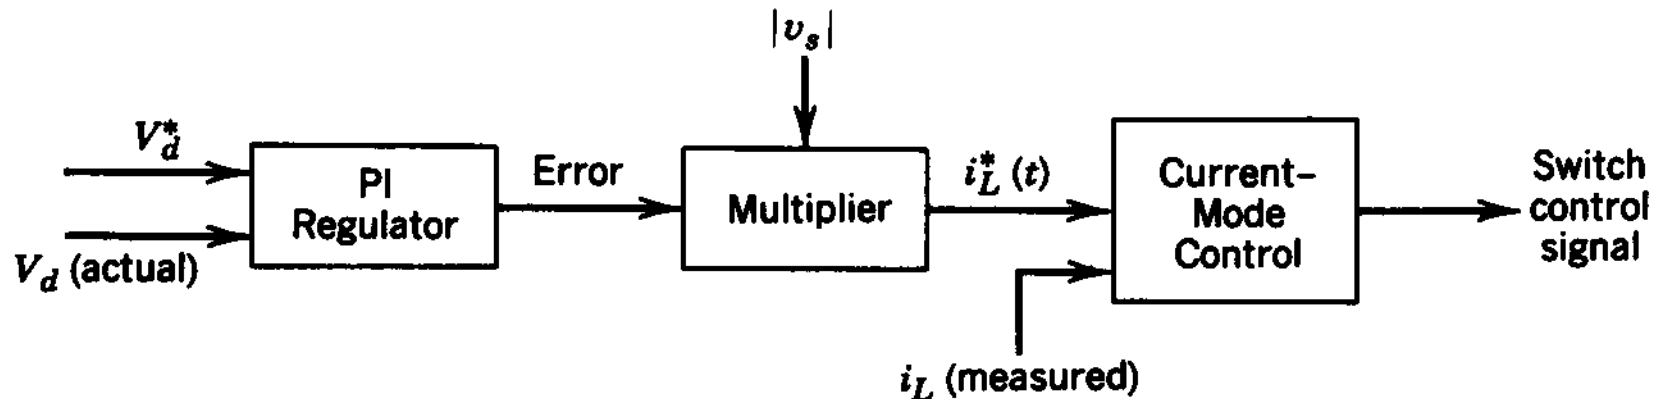 |v_s|
V_d^*
PI
Regulator
V_d (actual)
Error
Multiplier
i_L^* (t)
Current–
Mode
Control
i_L (measured)
Switch
control
signal